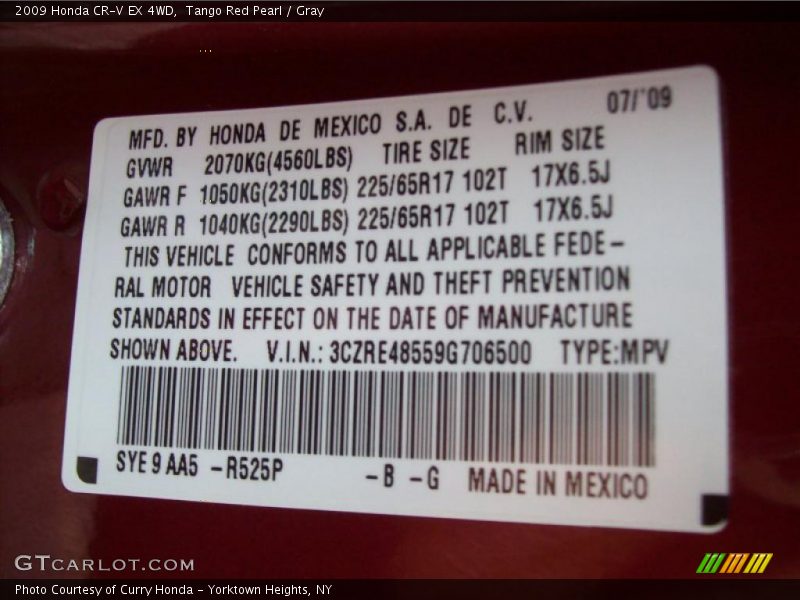 2009 Honda CR-V EX 4WD,  Tango Red Pearl / Gray
07/'09
MFD. BY HONDA DE MEXICO S.A. DE C.V.
GVWR 2070KG(4560LBS) TIRE SIZE RIM SIZE
GAWR F 1050KG(2310LBS) 225/65R17 102T 17X6.5J
GAWR R 1040KG(2290LBS) 225/65R17 102T 17X6.5J
THIS VEHICLE CONFORMS TO ALL APPLICABLE FEDE-
RAL MOTOR VEHICLE SAFETY AND THEFT PREVENTION
STANDARDS IN EFFECT ON THE DATE OF MANUFACTURE
SHOWN ABOVE. V.I.N.: 3CZRE48559G706500 TYPE:MPV
SYE 9 AA5 -R525P -B -G MADE IN MEXICO
GTCARLOT.COM
Photo Courtesy of Curry Honda - Yorktown Heights, NY